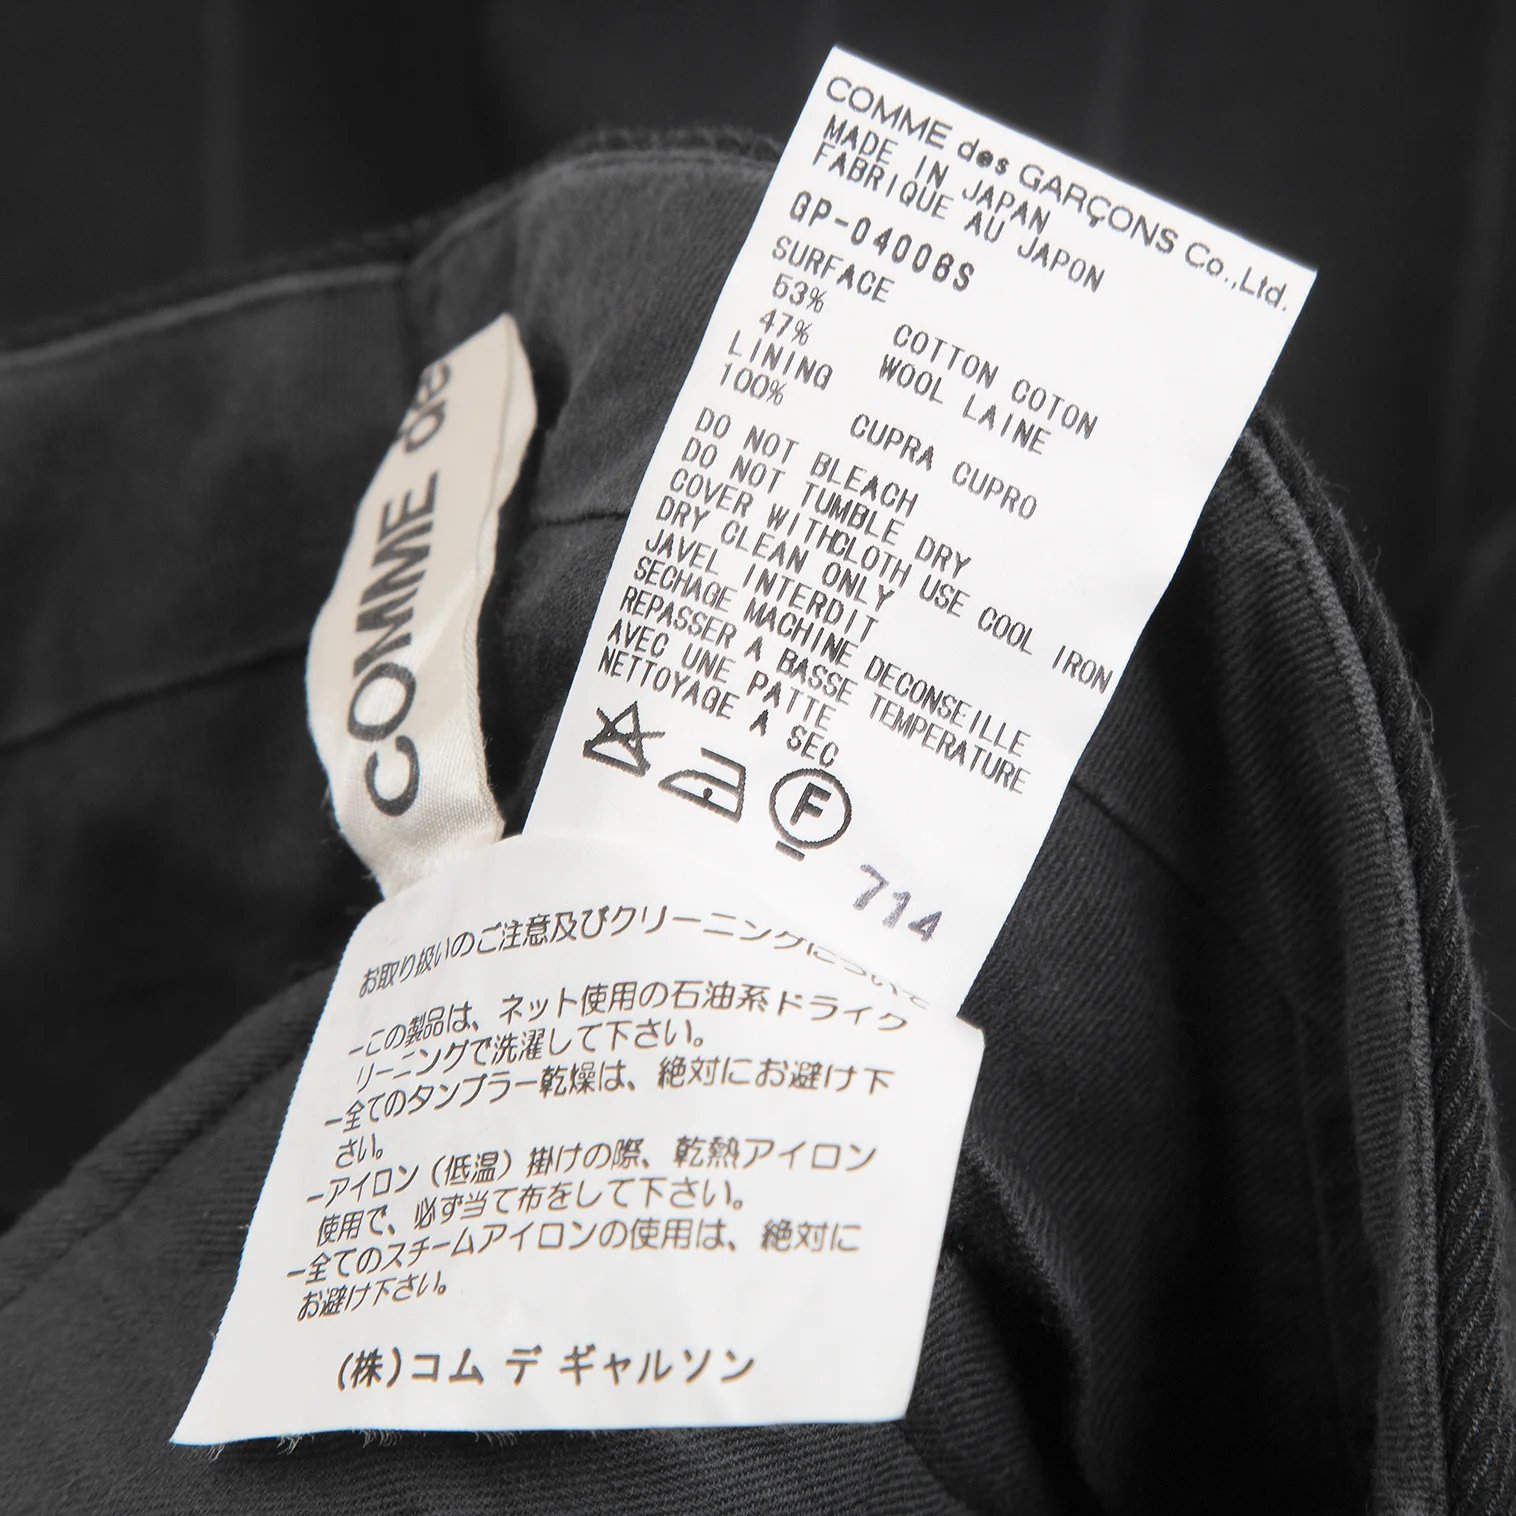 COMME des GARÇONS Co.,Ltd.
MADE IN JAPAN
FABRIQUE AU JAPON
GP-04006S
SURFACE
53% COTTON COTON
47% WOOL LAINE
LINING
100% CUPRA CUPRO
DO NOT BLEACH
DO NOT TUMBLE DRY
COVER WITHCLOTH USE COOL IRON
DRY CLEAN ONLY
JAVEL INTERDIT
SECHAGE MACHINE DECONSEILLE
REPASSER A BASSE TEMPERATURE
AVEC UNE PATTE
NETTOYAGE A SEC
F
714
COMME de
お取り扱いのご注意及びクリーニングについて
-この製品は、ネット使用の石油系ドライク
リーニングで洗濯して下さい。
-全てのタンブラー乾燥は、絶対にお避け下
さい。
-アイロン(低温)掛けの際、乾熱アイロン
使用で、必ず当て布をして下さい。
-全てのスチームアイロンの使用は、絶対に
お避け下さい。
(株)コム デ ギャルソン